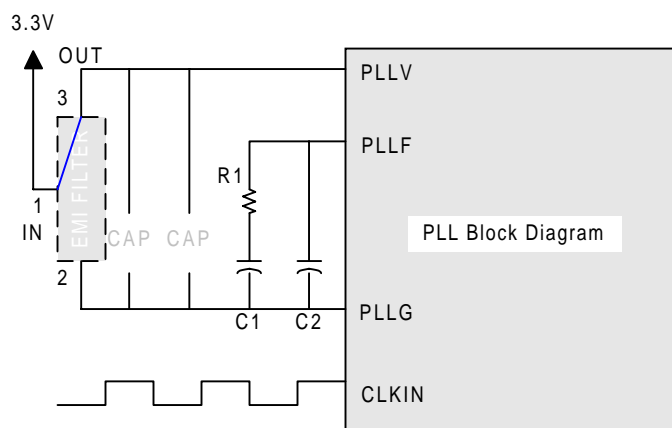 3.3V
OUT
PLLV
3
PLLF
EMI FILTER
R1
1
IN
CAP CAP
PLL Block Diagram
2
PLLG
C1 C2
CLKIN